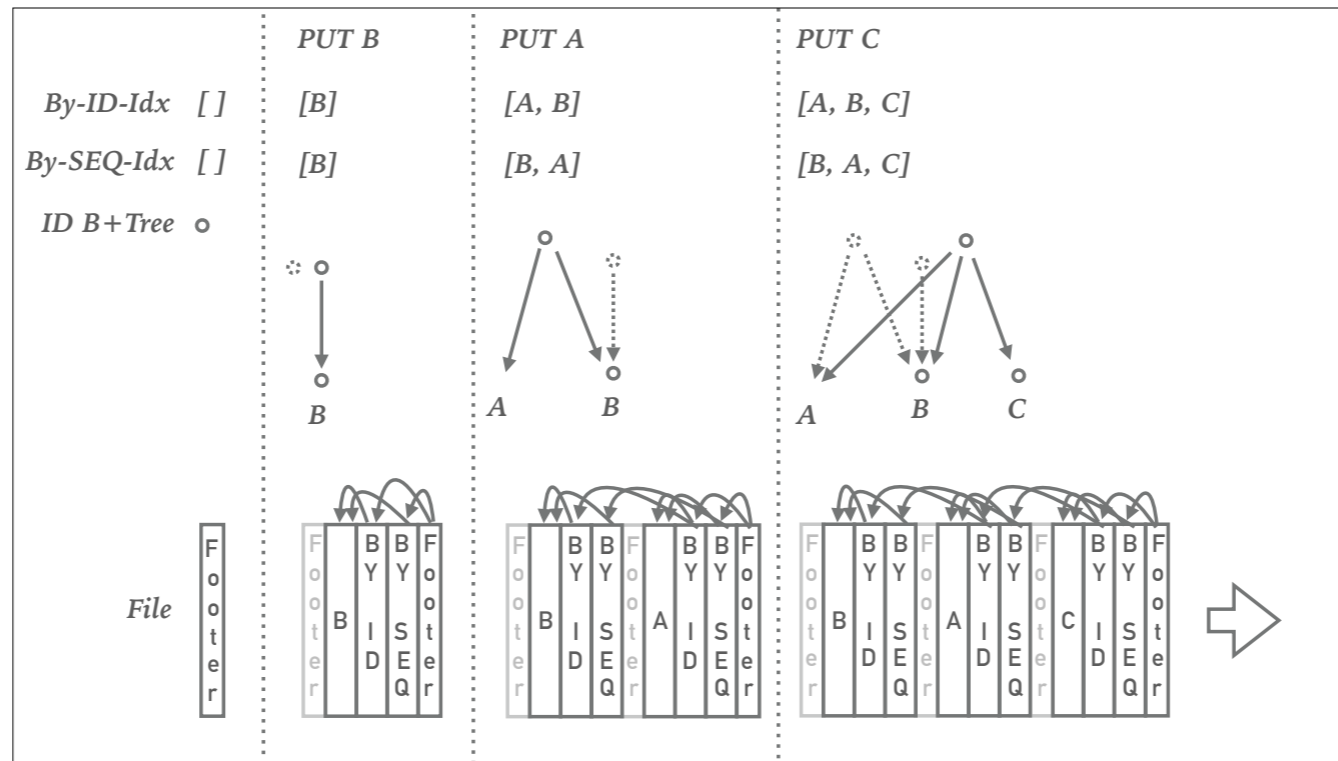 PUT B PUT A PUT C
By-ID-Idx [ ] [B] [A, B] [A, B, C]
By-SEQ-Idx [ ] [B] [B, A] [B, A, C]
ID B+Tree
B A B A B C
File Footer Footer B BY ID BY SEQ Footer Footer B BY ID BY SEQ Footer A BY ID BY SEQ Footer Footer B BY ID BY SEQ Footer A BY ID BY SEQ Footer C BY ID BY SEQ Footer